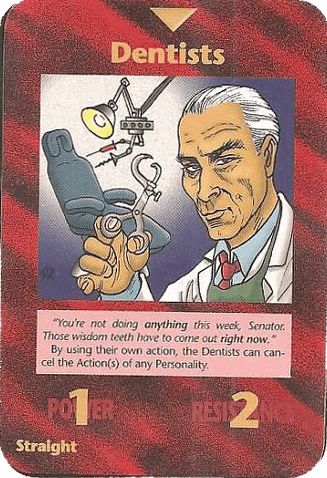 Dentists
"You're not doing anything this week, Senator.
Those wisdom teeth have to come out right now."
By using their own action, the Dentists can can-
cel the Action(s) of any Personality.
POWER 1 RESISTANCE 2
Straight